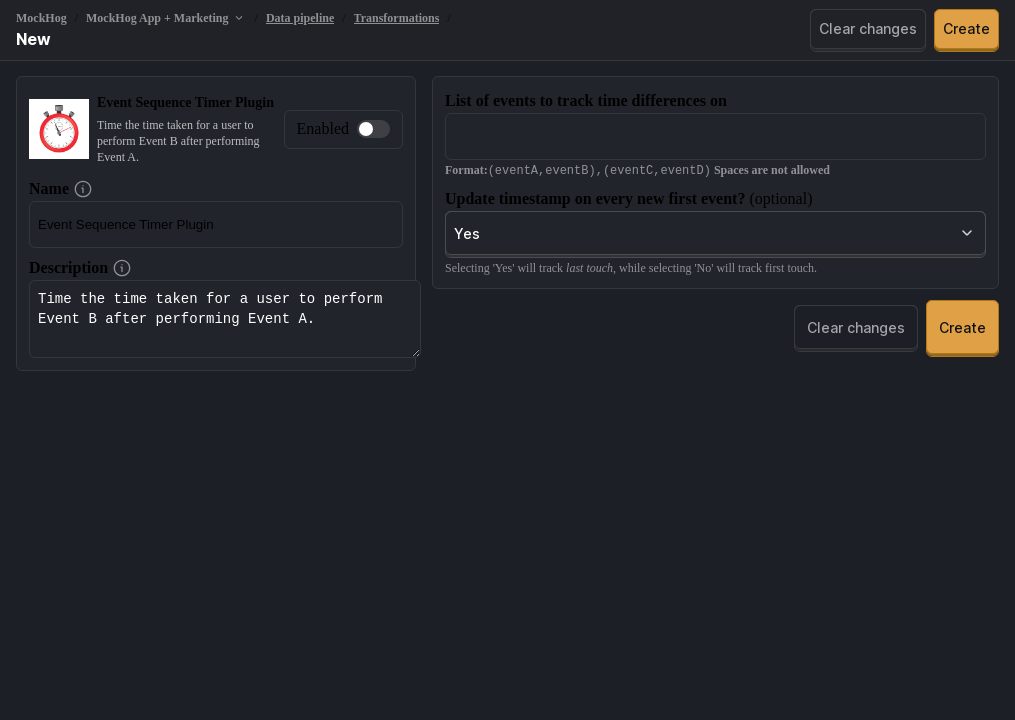 MockHog / MockHog App + Marketing / Data pipeline / Transformations /
New
Clear changes
Create
Event Sequence Timer Plugin
Time the time taken for a user to
perform Event B after performing
Event A.
Enabled
Name
Event Sequence Timer Plugin
Description
Time the time taken for a user to perform
Event B after performing Event A.
List of events to track time differences on
Format:(eventA,eventB),(eventC,eventD) Spaces are not allowed
Update timestamp on every new first event? (optional)
Yes
Selecting 'Yes' will track last touch, while selecting 'No' will track first touch.
Clear changes
Create